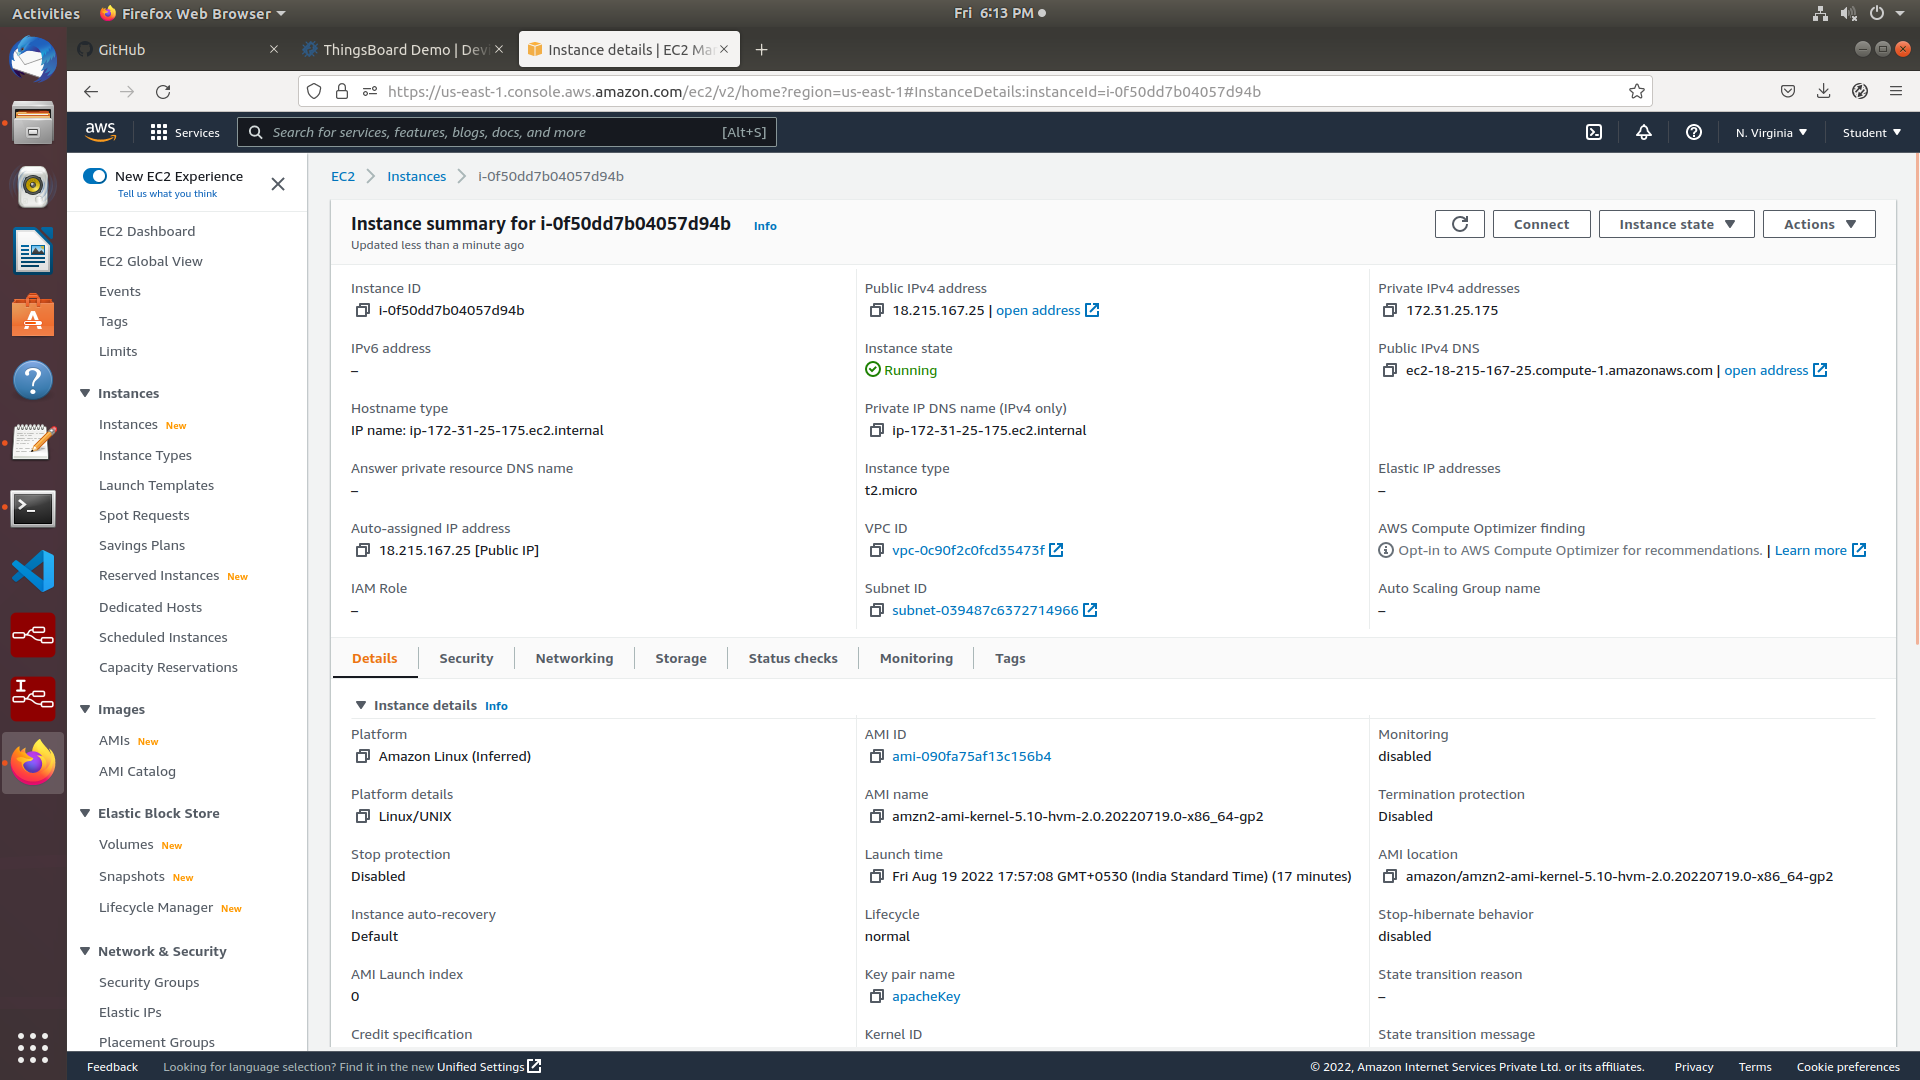 Activities
Firefox Web Browser
Fri 6:13 PM
GitHub
ThingsBoard Demo | Dev
Instance details | EC2 Ma
https://us-east-1.console.aws.amazon.com/ec2/v2/home?region=us-east-1#InstanceDetails:instanceId=i-0f50dd7b04057d94b
aws
Services
Search for services, features, blogs, docs, and more
[Alt+S]
N. Virginia
Student
New EC2 Experience
Tell us what you think
EC2 Dashboard
EC2 Global View
Events
Tags
Limits
Instances
Instances New
Instance Types
Launch Templates
Spot Requests
Savings Plans
Reserved Instances New
Dedicated Hosts
Scheduled Instances
Capacity Reservations
Images
AMIs New
AMI Catalog
Elastic Block Store
Volumes New
Snapshots New
Lifecycle Manager New
Network & Security
Security Groups
Elastic IPs
Placement Groups
EC2 > Instances > i-0f50dd7b04057d94b
Instance summary for i-0f50dd7b04057d94b Info
Updated less than a minute ago
Connect
Instance state
Actions
Instance ID
i-0f50dd7b04057d94b
Public IPv4 address
18.215.167.25 | open address
Private IPv4 addresses
172.31.25.175
IPv6 address
–
Instance state
Running
Public IPv4 DNS
ec2-18-215-167-25.compute-1.amazonaws.com | open address
Hostname type
IP name: ip-172-31-25-175.ec2.internal
Private IP DNS name (IPv4 only)
ip-172-31-25-175.ec2.internal
Answer private resource DNS name
–
Instance type
t2.micro
Elastic IP addresses
–
Auto-assigned IP address
18.215.167.25 [Public IP]
VPC ID
vpc-0c90f2c0fcd35473f
AWS Compute Optimizer finding
Opt-in to AWS Compute Optimizer for recommendations. | Learn more
IAM Role
–
Subnet ID
subnet-039487c6372714966
Auto Scaling Group name
–
Details
Security
Networking
Storage
Status checks
Monitoring
Tags
Instance details Info
Platform
Amazon Linux (Inferred)
AMI ID
ami-090fa75af13c156b4
Monitoring
disabled
Platform details
Linux/UNIX
AMI name
amzn2-ami-kernel-5.10-hvm-2.0.20220719.0-x86_64-gp2
Termination protection
Disabled
Stop protection
Disabled
Launch time
Fri Aug 19 2022 17:57:08 GMT+0530 (India Standard Time) (17 minutes)
AMI location
amazon/amzn2-ami-kernel-5.10-hvm-2.0.20220719.0-x86_64-gp2
Instance auto-recovery
Default
Lifecycle
normal
Stop-hibernate behavior
disabled
AMI Launch index
0
Key pair name
apacheKey
State transition reason
–
Credit specification
Kernel ID
State transition message
Feedback
Looking for language selection? Find it in the new Unified Settings
© 2022, Amazon Internet Services Private Ltd. or its affiliates.
Privacy
Terms
Cookie preferences